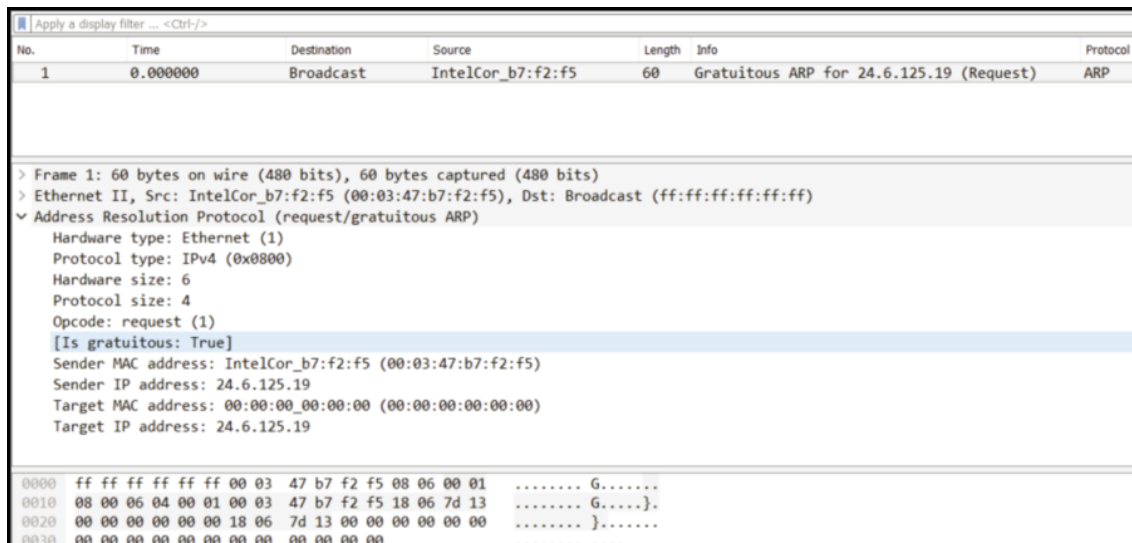 Apply a display filter ... <Ctrl-/>
No. Time Destination Source Length Info Protocol
1 0.000000 Broadcast IntelCor_b7:f2:f5 60 Gratuitous ARP for 24.6.125.19 (Request) ARP
> Frame 1: 60 bytes on wire (480 bits), 60 bytes captured (480 bits)
> Ethernet II, Src: IntelCor_b7:f2:f5 (00:03:47:b7:f2:f5), Dst: Broadcast (ff:ff:ff:ff:ff:ff)
Address Resolution Protocol (request/gratuitous ARP)
Hardware type: Ethernet (1)
Protocol type: IPv4 (0x0800)
Hardware size: 6
Protocol size: 4
Opcode: request (1)
[Is gratuitous: True]
Sender MAC address: IntelCor_b7:f2:f5 (00:03:47:b7:f2:f5)
Sender IP address: 24.6.125.19
Target MAC address: 00:00:00_00:00:00 (00:00:00:00:00:00)
Target IP address: 24.6.125.19
0000 ff ff ff ff ff ff 00 03 47 b7 f2 f5 08 06 00 01 ........ G.......
0010 08 00 06 04 00 01 00 03 47 b7 f2 f5 18 06 7d 13 ........ G.....}.
0020 00 00 00 00 00 00 18 06 7d 13 00 00 00 00 00 00 ........ }.......
0030 00 00 00 00 00 00 00 00 00 00 00 00 ........ ....